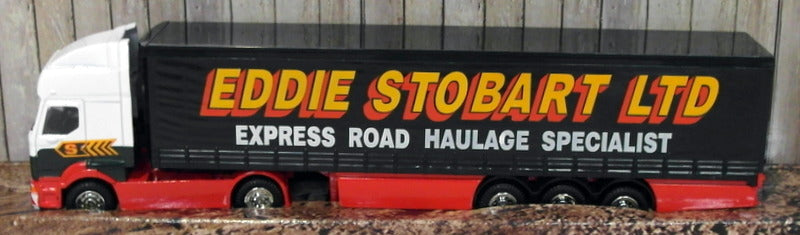 EDDIE STOBART LTD
EXPRESS ROAD HAULAGE SPECIALIST
S